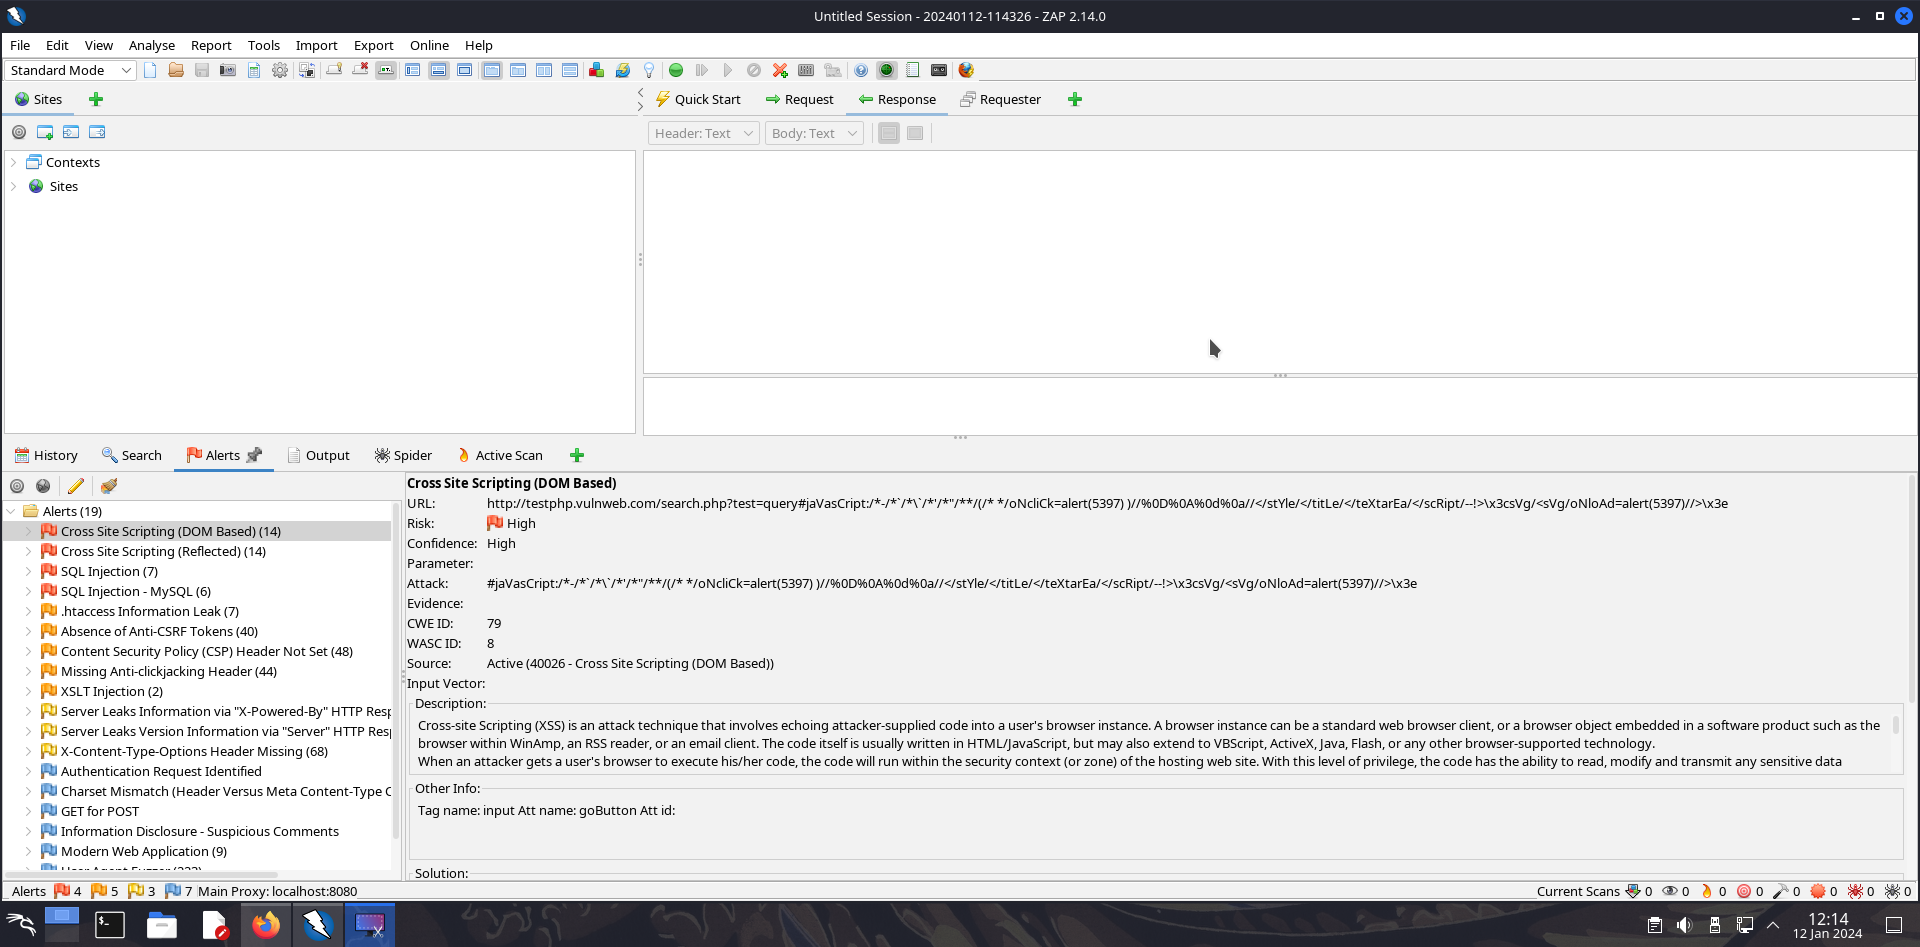 Untitled Session - 20240112-114326 - ZAP 2.14.0
File Edit View Analyse Report Tools Import Export Online Help
Standard Mode
Sites
Quick Start Request Response Requester
Header: Text Body: Text
Contexts
Sites
History Search Alerts Output Spider Active Scan
Alerts (19)
Cross Site Scripting (DOM Based) (14)
Cross Site Scripting (Reflected) (14)
SQL Injection (7)
SQL Injection - MySQL (6)
.htaccess Information Leak (7)
Absence of Anti-CSRF Tokens (40)
Content Security Policy (CSP) Header Not Set (48)
Missing Anti-clickjacking Header (44)
XSLT Injection (2)
Server Leaks Information via "X-Powered-By" HTTP Resp
Server Leaks Version Information via "Server" HTTP Resp
X-Content-Type-Options Header Missing (68)
Authentication Request Identified
Charset Mismatch (Header Versus Meta Content-Type C
GET for POST
Information Disclosure - Suspicious Comments
Modern Web Application (9)
Cross Site Scripting (DOM Based)
URL: http://testphp.vulnweb.com/search.php?test=query#jaVasCript:/*-/*`/*\`/*'/*"/**/(/* */oNcliCk=alert(5397) )//%0D%0A%0d%0a//</stYle/</titLe/</teXtarEa/</scRipt/--!>\x3csVg/<sVg/oNloAd=alert(5397)//>\x3e
Risk: High
Confidence: High
Parameter:
Attack: #jaVasCript:/*-/*`/*\`/*'/*"/**/(/* */oNcliCk=alert(5397) )//%0D%0A%0d%0a//</stYle/</titLe/</teXtarEa/</scRipt/--!>\x3csVg/<sVg/oNloAd=alert(5397)//>\x3e
Evidence:
CWE ID: 79
WASC ID: 8
Source: Active (40026 - Cross Site Scripting (DOM Based))
Input Vector:
Description:
Cross-site Scripting (XSS) is an attack technique that involves echoing attacker-supplied code into a user's browser instance. A browser instance can be a standard web browser client, or a browser object embedded in a software product such as the
browser within WinAmp, an RSS reader, or an email client. The code itself is usually written in HTML/JavaScript, but may also extend to VBScript, ActiveX, Java, Flash, or any other browser-supported technology.
When an attacker gets a user's browser to execute his/her code, the code will run within the security context (or zone) of the hosting web site. With this level of privilege, the code has the ability to read, modify and transmit any sensitive data
Other Info:
Tag name: input Att name: goButton Att id:
Solution:
Alerts 4 5 3 7 Main Proxy: localhost:8080
Current Scans 0 0 0 0 0 0 0 0
12:14
12 Jan 2024